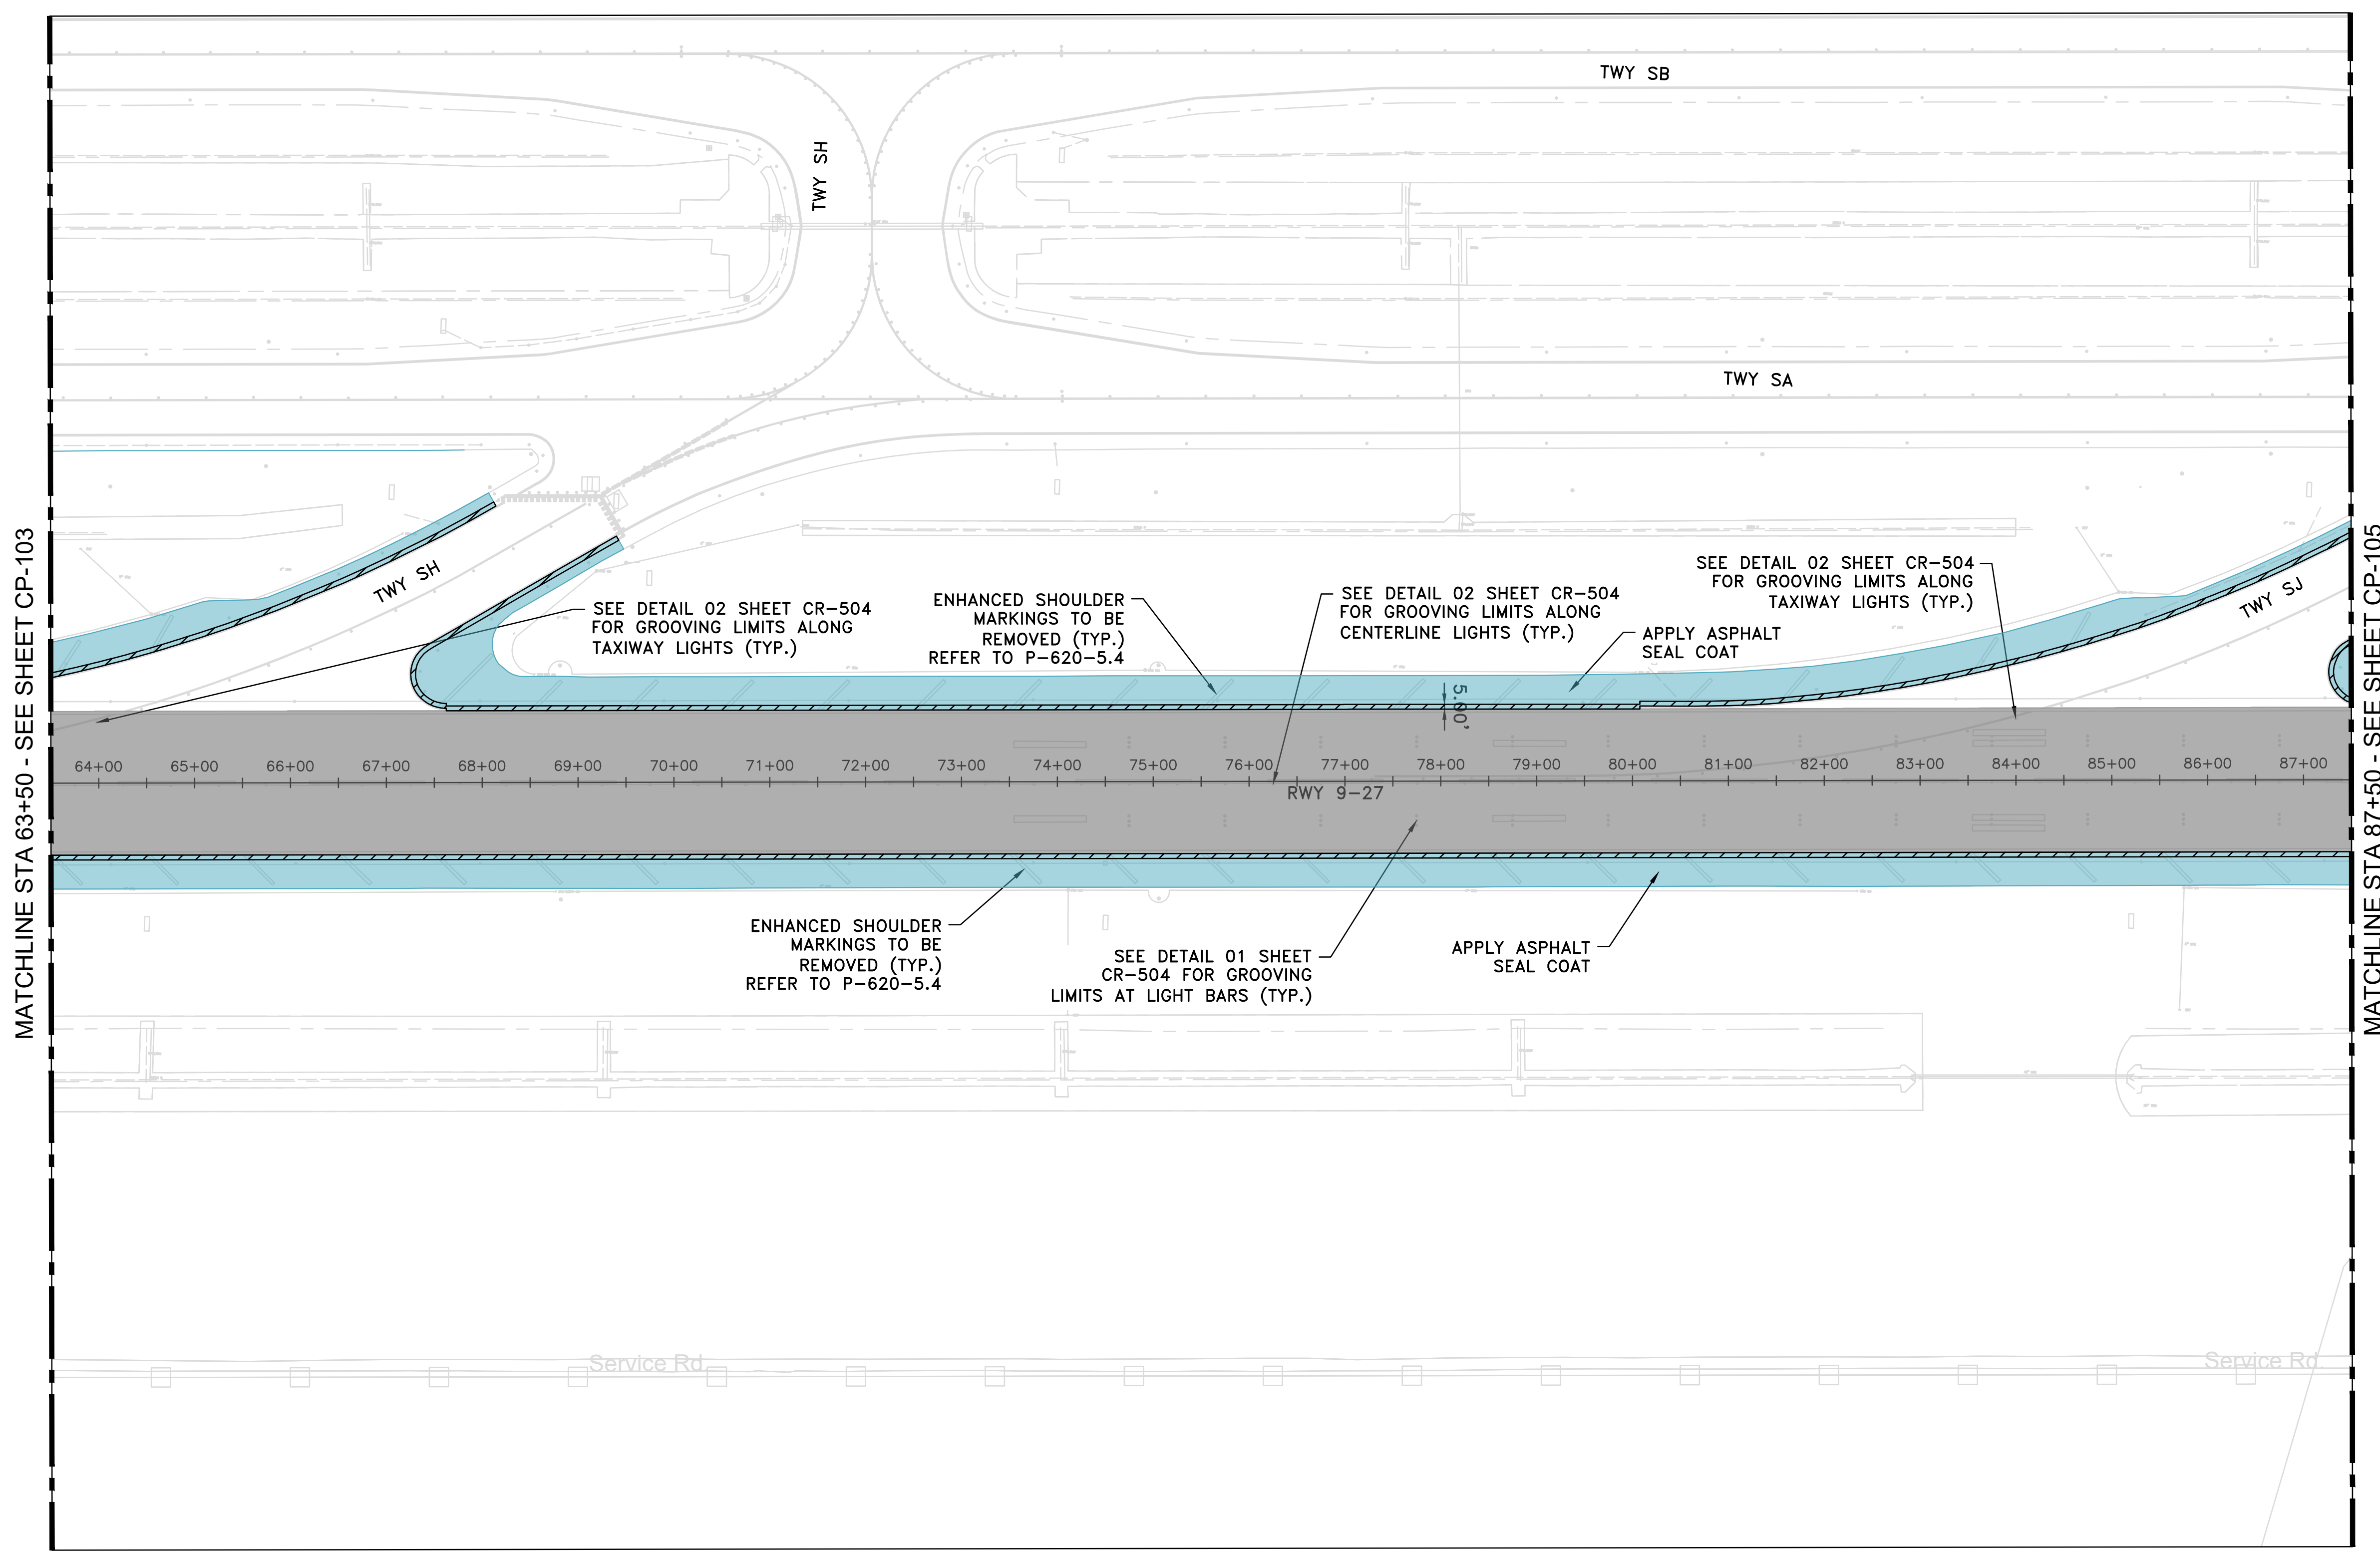 TWY SB
TWY SH
TWY SA
MATCHLINE STA 63+50 - SEE SHEET CP-103
MATCHLINE STA 87+50 - SEE SHEET CP-105
TWY SH
SEE DETAIL 02 SHEET CR-504
FOR GROOVING LIMITS ALONG
TAXIWAY LIGHTS (TYP.)
ENHANCED SHOULDER
MARKINGS TO BE
REMOVED (TYP.)
REFER TO P-620-5.4
SEE DETAIL 02 SHEET CR-504
FOR GROOVING LIMITS ALONG
CENTERLINE LIGHTS (TYP.)
SEE DETAIL 02 SHEET CR-504
FOR GROOVING LIMITS ALONG
TAXIWAY LIGHTS (TYP.)
APPLY ASPHALT
SEAL COAT
TWY SJ
5.00'
64+00 65+00 66+00 67+00 68+00 69+00 70+00 71+00 72+00 73+00 74+00 75+00 76+00 77+00 78+00 79+00 80+00 81+00 82+00 83+00 84+00 85+00 86+00 87+00
RWY 9-27
ENHANCED SHOULDER
MARKINGS TO BE
REMOVED (TYP.)
REFER TO P-620-5.4
SEE DETAIL 01 SHEET
CR-504 FOR GROOVING
LIMITS AT LIGHT BARS (TYP.)
APPLY ASPHALT
SEAL COAT
Service Rd.
Service Rd.